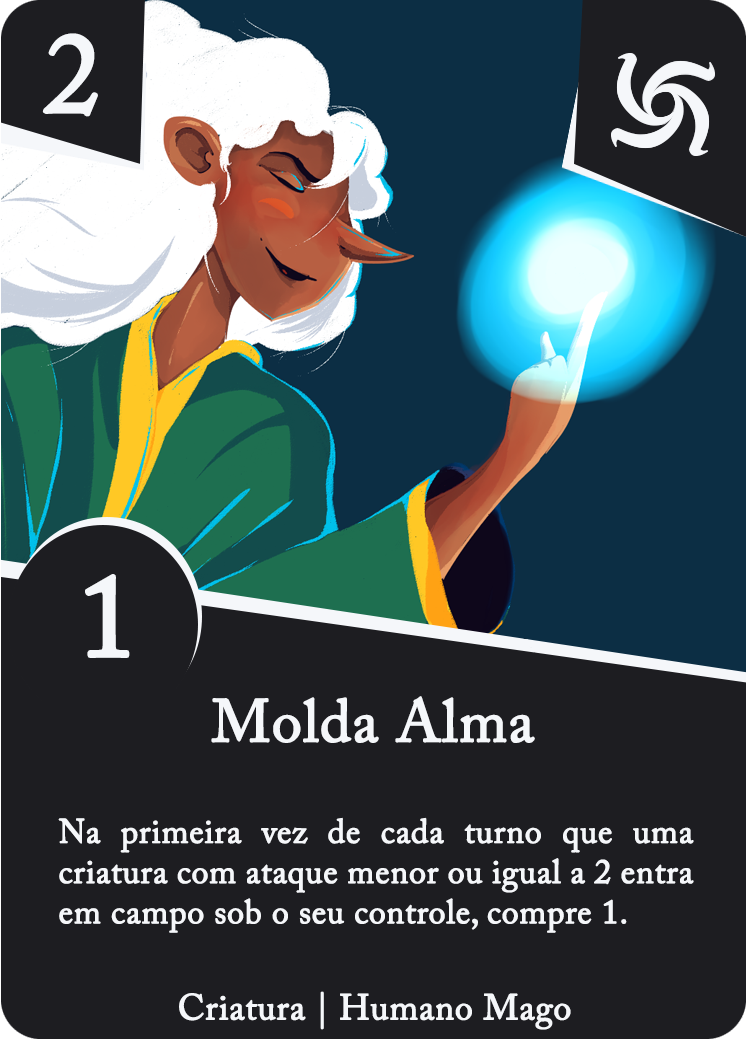 2
1
Molda Alma
Na primeira vez de cada turno que uma
criatura com ataque menor ou igual a 2 entra
em campo sob o seu controle, compre 1.
Criatura | Humano Mago